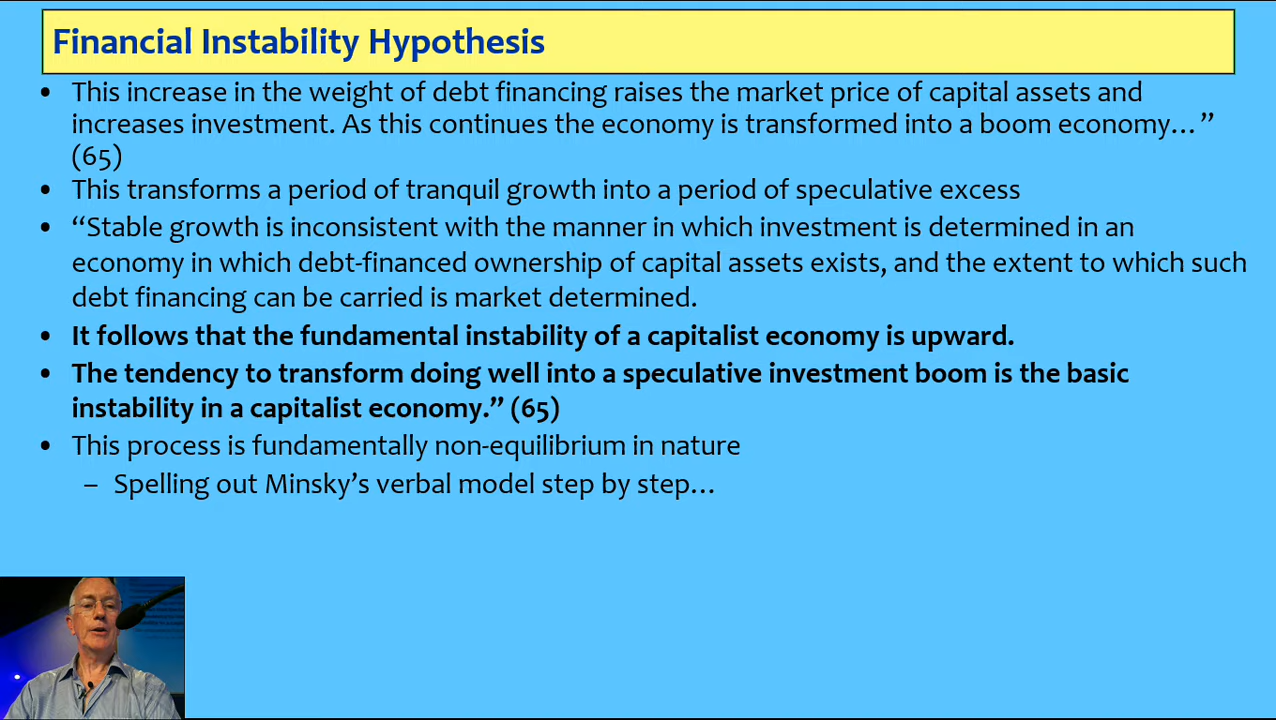 Financial Instability Hypothesis
• This increase in the weight of debt financing raises the market price of capital assets and
increases investment. As this continues the economy is transformed into a boom economy…”
(65)
• This transforms a period of tranquil growth into a period of speculative excess
• “Stable growth is inconsistent with the manner in which investment is determined in an
economy in which debt-financed ownership of capital assets exists, and the extent to which such
debt financing can be carried is market determined.
• It follows that the fundamental instability of a capitalist economy is upward.
• The tendency to transform doing well into a speculative investment boom is the basic
instability in a capitalist economy.” (65)
• This process is fundamentally non-equilibrium in nature
– Spelling out Minsky’s verbal model step by step…